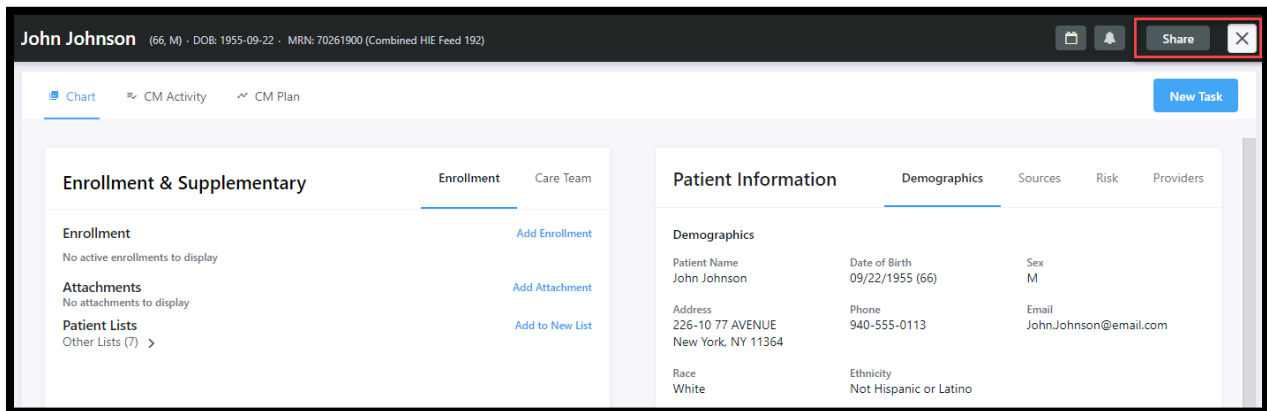 John Johnson (66, M) · DOB: 1955-09-22 · MRN: 70261900 (Combined HIE Feed 192)
Share
Chart
CM Activity
CM Plan
New Task
Enrollment & Supplementary
Enrollment
Care Team
Enrollment
Add Enrollment
No active enrollments to display
Attachments
Add Attachment
No attachments to display
Patient Lists
Add to New List
Other Lists (7)
Patient Information
Demographics
Sources
Risk
Providers
Demographics
Patient Name
Date of Birth
Sex
John Johnson
09/22/1955 (66)
M
Address
Phone
Email
226-10 77 AVENUE
940-555-0113
John.Johnson@email.com
New York, NY 11364
Race
Ethnicity
White
Not Hispanic or Latino